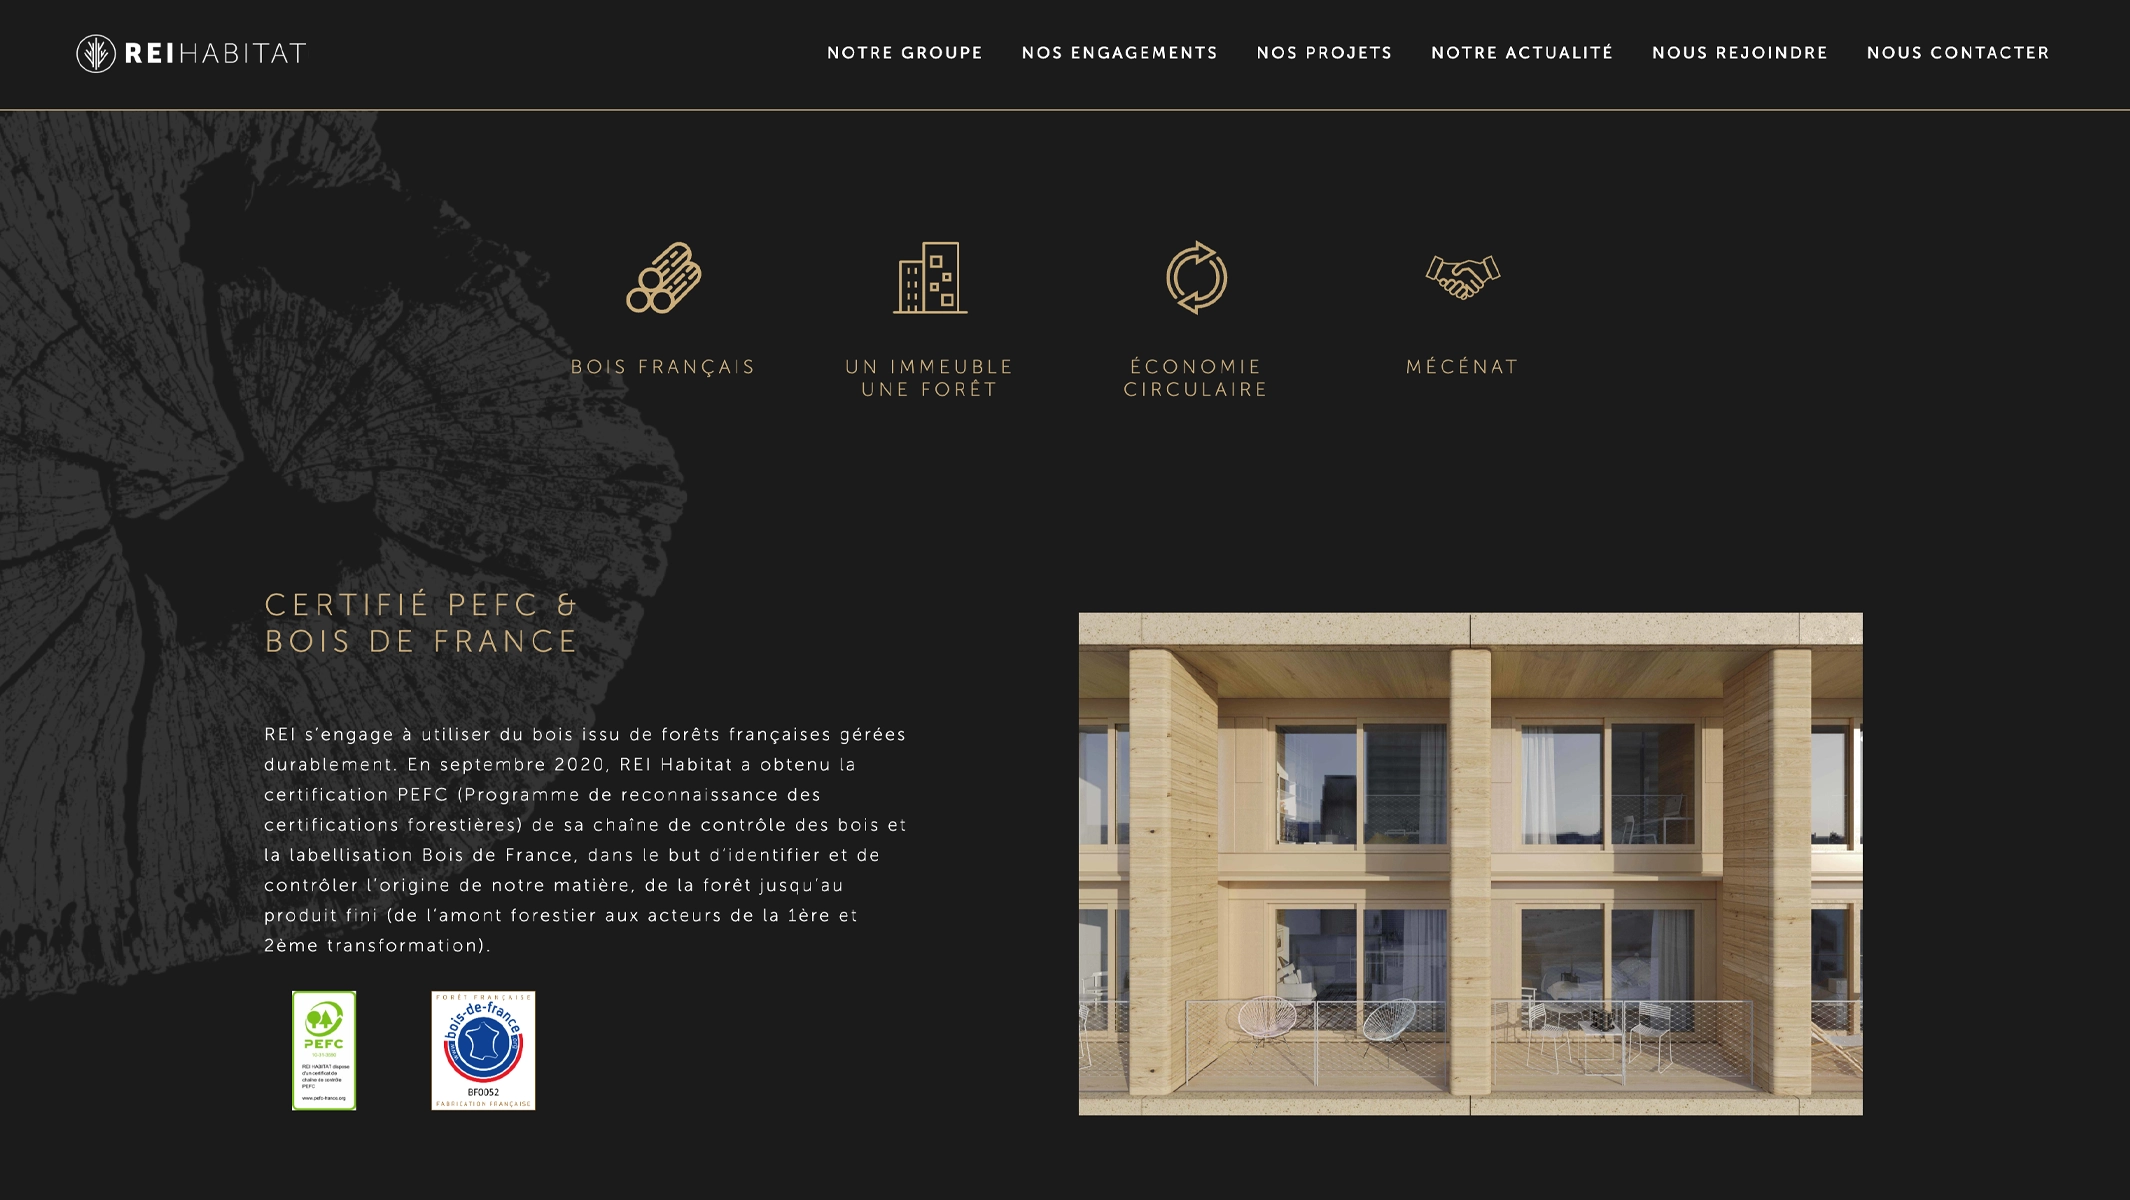 REIHABITAT
NOTRE GROUPE NOS ENGAGEMENTS NOS PROJETS NOTRE ACTUALITÉ NOUS REJOINDRE NOUS CONTACTER
BOIS FRANÇAIS
UN IMMEUBLE
UNE FORÊT
ÉCONOMIE
CIRCULAIRE
MÉCÉNAT
CERTIFIÉ PEFC &
BOIS DE FRANCE
REI s’engage à utiliser du bois issu de forêts françaises gérées
durablement. En septembre 2020, REI Habitat a obtenu la
certification PEFC (Programme de reconnaissance des
certifications forestières) de sa chaîne de contrôle des bois et
la labellisation Bois de France, dans le but d’identifier et de
contrôler l’origine de notre matière, de la forêt jusqu’au
produit fini (de l’amont forestier aux acteurs de la 1ère et
2ème transformation).
PEFC
REI HABITAT dispose
d'un certificat de
chaîne de contrôle
PEFC
www.pefc-france.org
FORÊT FRANÇAISE
www.bois-de-france.org
BF0052
FABRICATION FRANÇAISE